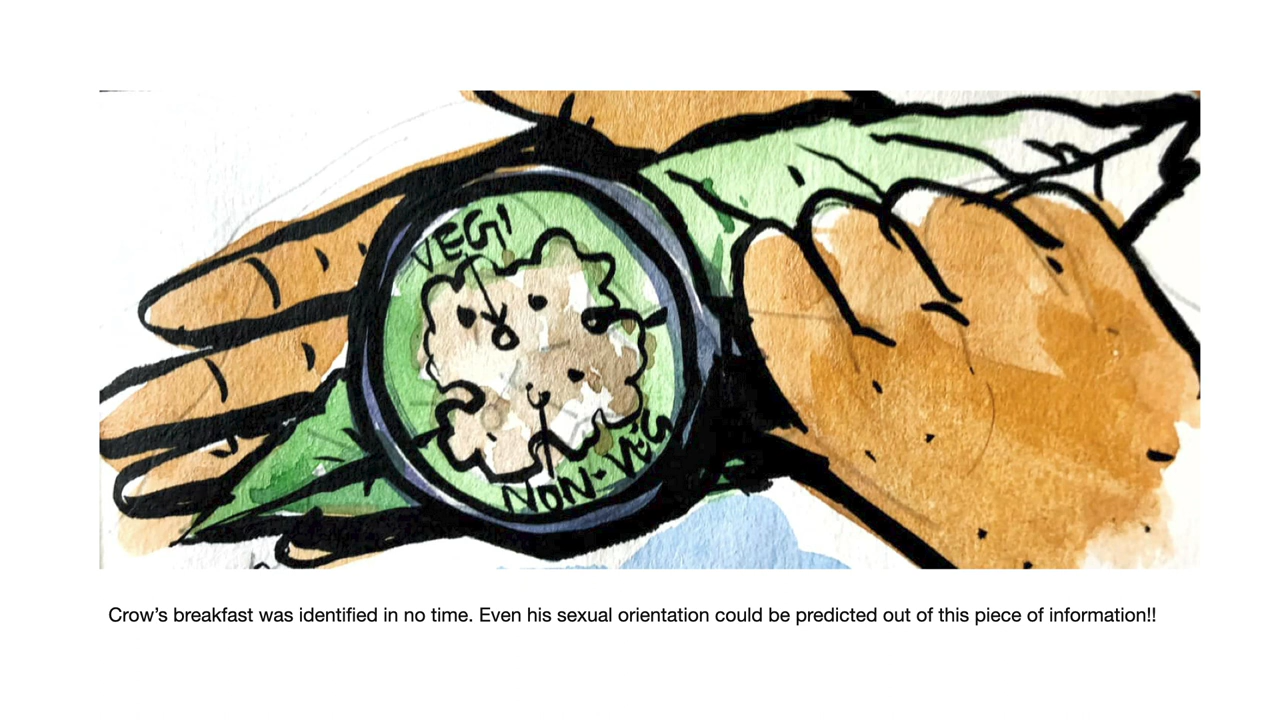 VEG!
NON-VEG
Crow’s breakfast was identified in no time. Even his sexual orientation could be predicted out of this piece of information!!